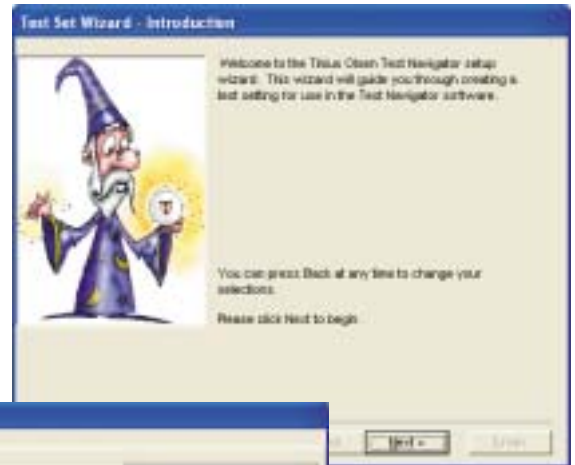 Test Set Wizard - Introduction
Welcome to the Tinius Olsen Test Navigator setup
wizard. This wizard will guide you through creating a
test setting for use in the Test Navigator software.
T
You can press Back at any time to change your
selections.
Please click Next to begin.
Next >